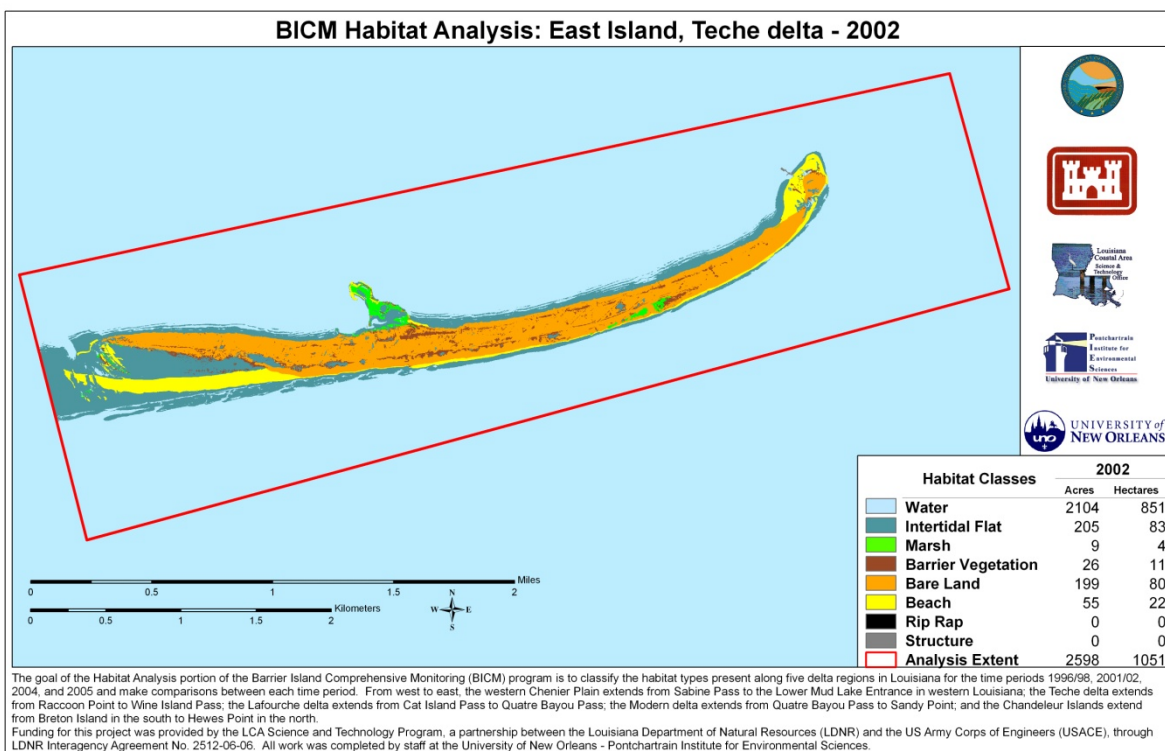 BICM Habitat Analysis: East Island, Teche delta - 2002
Louisiana
Coastal Area
Science &
Technology
Office
Pontchartrain
Institute for
Environmental
Sciences
University of New Orleans
uno
UNIVERSITY of
NEW ORLEANS
Habitat Classes 2002
Acres Hectares
Water 2104 851
Intertidal Flat 205 83
Marsh 9 4
Barrier Vegetation 26 11
Bare Land 199 80
Beach 55 22
Rip Rap 0 0
Structure 0 0
Analysis Extent 2598 1051
Miles
0 0.5 1 1.5 2
Kilometers
0 0.5 1 1.5 2
N
W E
S
The goal of the Habitat Analysis portion of the Barrier Island Comprehensive Monitoring (BICM) program is to classify the habitat types present along five delta regions in Louisiana for the time periods 1996/98, 2001/02,
2004, and 2005 and make comparisons between each time period. From west to east, the western Chenier Plain extends from Sabine Pass to the Lower Mud Lake Entrance in western Louisiana; the Teche delta extends
from Raccoon Point to Wine Island Pass; the Lafourche delta extends from Cat Island Pass to Quatre Bayou Pass; the Modern delta extends from Quatre Bayou Pass to Sandy Point; and the Chandeleur Islands extend
from Breton Island in the south to Hewes Point in the north.
Funding for this project was provided by the LCA Science and Technology Program, a partnership between the Louisiana Department of Natural Resources (LDNR) and the US Army Corps of Engineers (USACE), through
LDNR Interagency Agreement No. 2512-06-06. All work was completed by staff at the University of New Orleans - Pontchartrain Institute for Environmental Sciences.